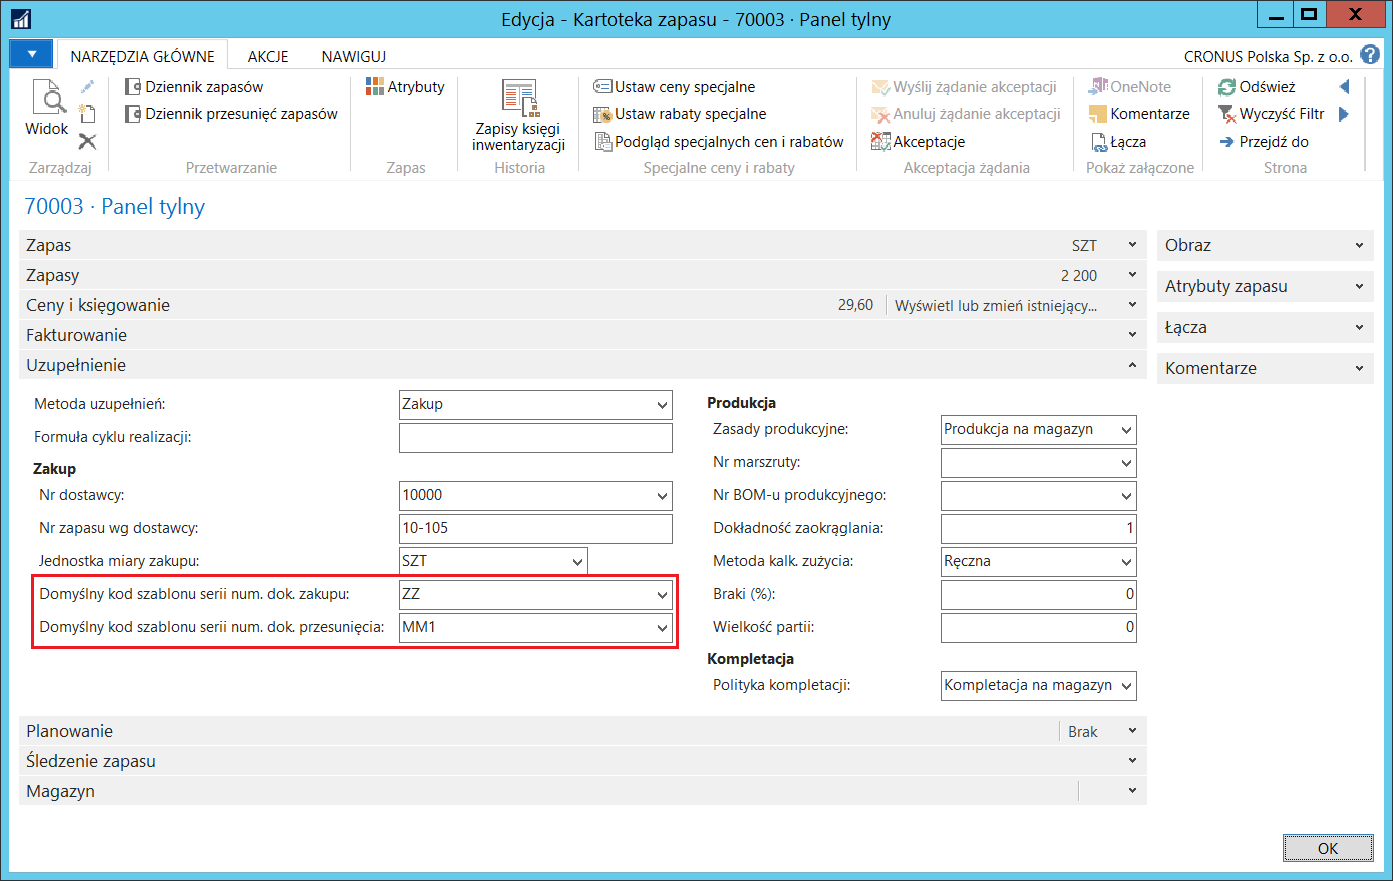 Edycja - Kartoteka zapasu - 70003 · Panel tylny
NARZĘDZIA GŁÓWNE
AKCJE
NAWIGUJ
CRONUS Polska Sp. z o.o.
Widok
Zarządzaj
Dziennik zapasów
Dziennik przesunięć zapasów
Przetwarzanie
Atrybuty
Zapas
Zapisy księgi
inwentaryzacji
Historia
Ustaw ceny specjalne
Ustaw rabaty specjalne
Podgląd specjalnych cen i rabatów
Specjalne ceny i rabaty
Wyślij żądanie akceptacji
Anuluj żądanie akceptacji
Akceptacje
Akceptacja żądania
OneNote
Komentarze
Łącza
Pokaż załączone
Odśwież
Wyczyść Filtr
Przejdź do
Strona
70003 · Panel tylny
Zapas SZT
Zapasy 2 200
Ceny i księgowanie 29,60 Wyświetl lub zmień istniejący...
Fakturowanie
Uzupełnienie
Metoda uzupełnień: Zakup
Formuła cyklu realizacji:
Zakup
Nr dostawcy: 10000
Nr zapasu wg dostawcy: 10-105
Jednostka miary zakupu: SZT
Domyślny kod szablonu serii num. dok. zakupu: ZZ
Domyślny kod szablonu serii num. dok. przesunięcia: MM1
Produkcja
Zasady produkcyjne: Produkcja na magazyn
Nr marszruty:
Nr BOM-u produkcyjnego:
Dokładność zaokrąglania: 1
Metoda kalk. zużycia: Ręczna
Braki (%): 0
Wielkość partii: 0
Kompletacja
Polityka kompletacji: Kompletacja na magazyn
Planowanie Brak
Śledzenie zapasu
Magazyn
Obraz
Atrybuty zapasu
Łącza
Komentarze
OK